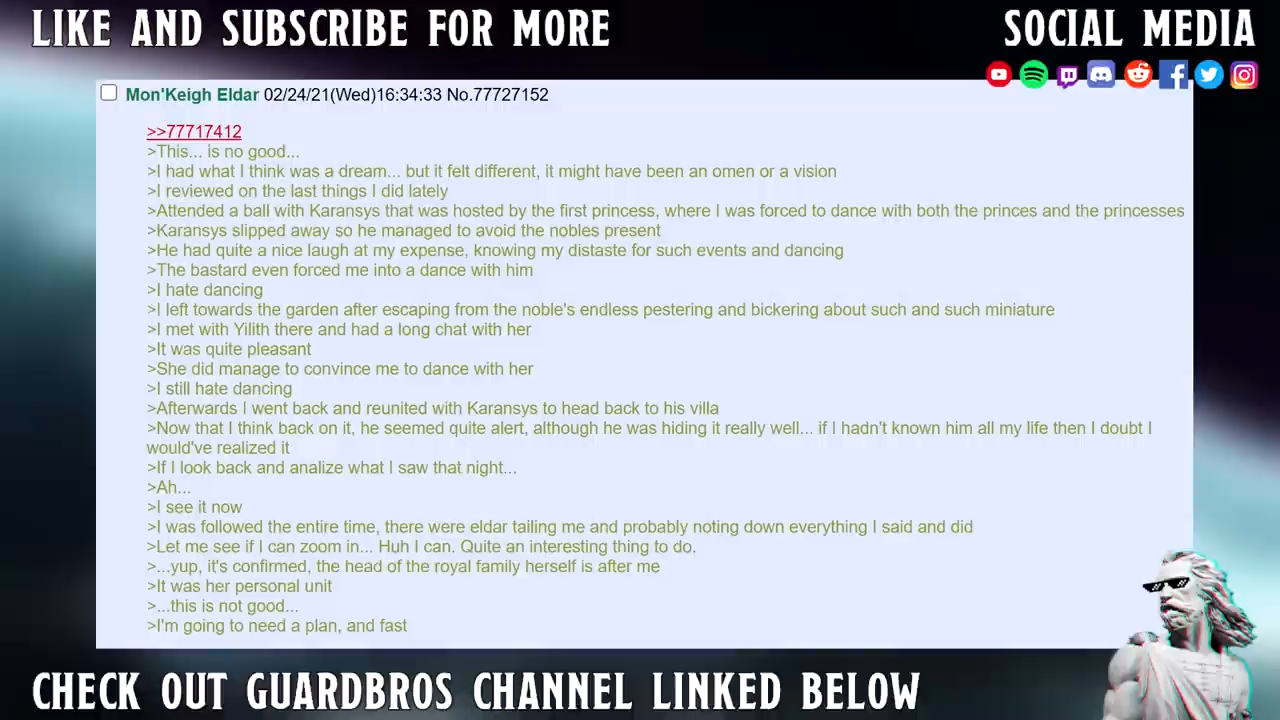 LIKE AND SUBSCRIBE FOR MORE
SOCIAL MEDIA
Mon'Keigh Eldar 02/24/21(Wed)16:34:33 No.77727152
>>77717412
>This... is no good...
>I had what I think was a dream... but it felt different, it might have been an omen or a vision
>I reviewed on the last things I did lately
>Attended a ball with Karansys that was hosted by the first princess, where I was forced to dance with both the princes and the princesses
>Karansys slipped away so he managed to avoid the nobles present
>He had quite a nice laugh at my expense, knowing my distaste for such events and dancing
>The bastard even forced me into a dance with him
>I hate dancing
>I left towards the garden after escaping from the noble's endless pestering and bickering about such and such miniature
>I met with Yilith there and had a long chat with her
>It was quite pleasant
>She did manage to convince me to dance with her
>I still hate dancing
>Afterwards I went back and reunited with Karansys to head back to his villa
>Now that I think back on it, he seemed quite alert, although he was hiding it really well... if I hadn't known him all my life then I doubt I
would've realized it
>If I look back and analize what I saw that night...
>Ah...
>I see it now
>I was followed the entire time, there were eldar tailing me and probably noting down everything I said and did
>Let me see if I can zoom in... Huh I can. Quite an interesting thing to do.
>...yup, it's confirmed, the head of the royal family herself is after me
>It was her personal unit
>...this is not good...
>I'm going to need a plan, and fast
CHECK OUT GUARDBROS CHANNEL LINKED BELOW